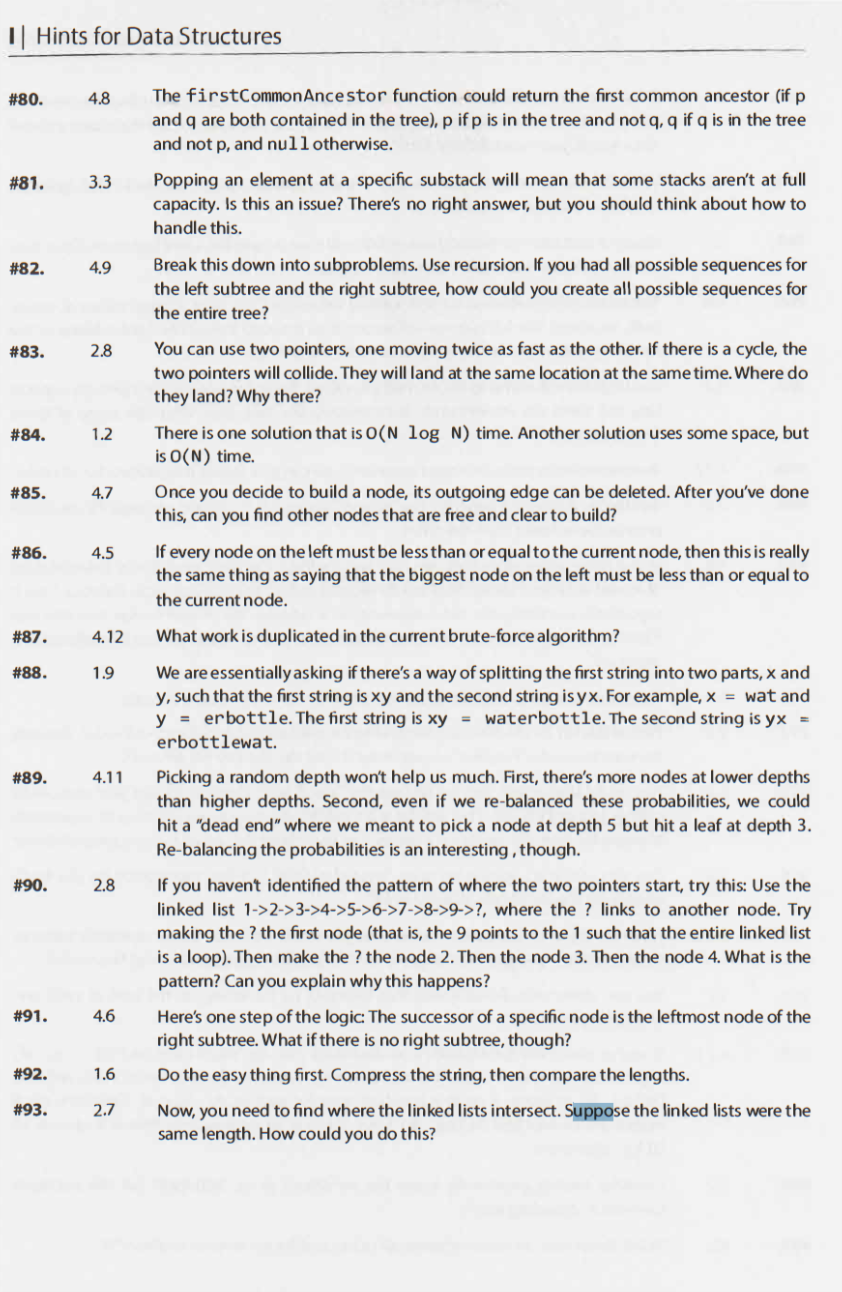 I | Hints for Data Structures
#80. 4.8 The firstCommonAncestor function could return the first common ancestor (if p
and q are both contained in the tree), p if p is in the tree and not q, q if q is in the tree
and not p, and null otherwise.
#81. 3.3 Popping an element at a specific substack will mean that some stacks aren't at full
capacity. Is this an issue? There's no right answer, but you should think about how to
handle this.
#82. 4.9 Break this down into subproblems. Use recursion. If you had all possible sequences for
the left subtree and the right subtree, how could you create all possible sequences for
the entire tree?
#83. 2.8 You can use two pointers, one moving twice as fast as the other. If there is a cycle, the
two pointers will collide. They will land at the same location at the same time. Where do
they land? Why there?
#84. 1.2 There is one solution that is O(N log N) time. Another solution uses some space, but
is O(N) time.
#85. 4.7 Once you decide to build a node, its outgoing edge can be deleted. After you've done
this, can you find other nodes that are free and clear to build?
#86. 4.5 If every node on the left must be less than or equal to the current node, then this is really
the same thing as saying that the biggest node on the left must be less than or equal to
the current node.
#87. 4.12 What work is duplicated in the current brute-force algorithm?
#88. 1.9 We are essentially asking if there's a way of splitting the first string into two parts, x and
y, such that the first string is xy and the second string is yx. For example, x = wat and
y = erbottle. The first string is xy = waterbottle. The second string is yx =
erbottlewat.
#89. 4.11 Picking a random depth won't help us much. First, there's more nodes at lower depths
than higher depths. Second, even if we re-balanced these probabilities, we could
hit a "dead end" where we meant to pick a node at depth 5 but hit a leaf at depth 3.
Re-balancing the probabilities is an interesting , though.
#90. 2.8 If you haven't identified the pattern of where the two pointers start, try this: Use the
linked list 1->2->3->4->5->6->7->8->9->?, where the ? links to another node. Try
making the ? the first node (that is, the 9 points to the 1 such that the entire linked list
is a loop). Then make the ? the node 2. Then the node 3. Then the node 4. What is the
pattern? Can you explain why this happens?
#91. 4.6 Here's one step of the logic: The successor of a specific node is the leftmost node of the
right subtree. What if there is no right subtree, though?
#92. 1.6 Do the easy thing first. Compress the string, then compare the lengths.
#93. 2.7 Now, you need to find where the linked lists intersect. Suppose the linked lists were the
same length. How could you do this?